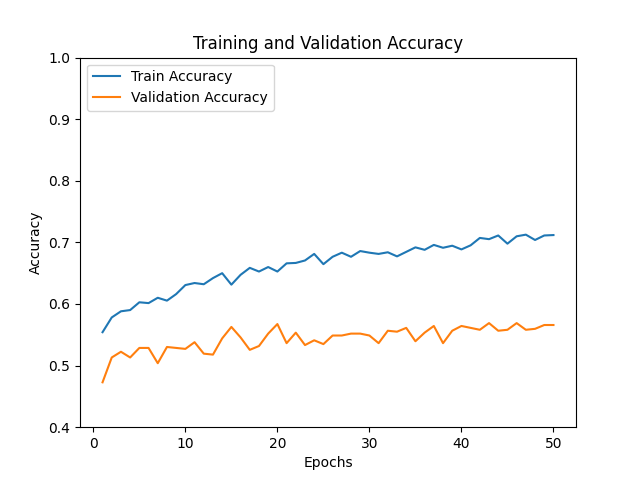 Training and Validation Accuracy
1.0
Train Accuracy
Validation Accuracy
0.9
0.8
0.7
Accuracy
0.6
0.5
0.4
0 10 20 30 40 50
Epochs